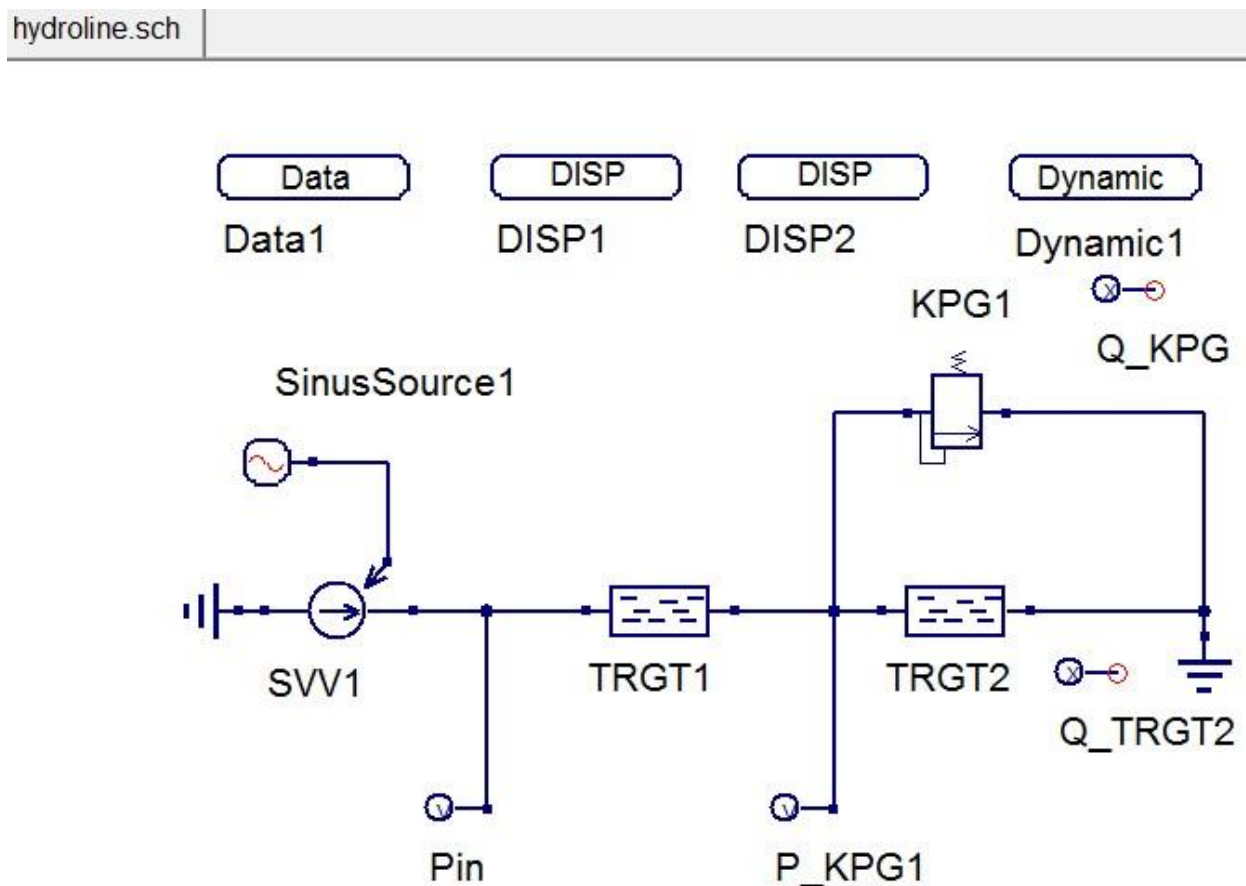 hydroline.sch
Data
DISP
DISP
Dynamic
Data1
DISP1
DISP2
Dynamic1
KPG1
X
Q_KPG
SinusSource1
SVV1
TRGT1
TRGT2
X
Q_TRGT2
V
V
Pin
P_KPG1